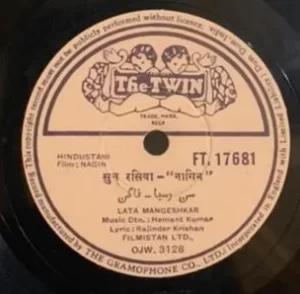 The TWIN
TRADE MARK
HINDUSTANI
Film: NAGIN
FT. 17681
सुन रसिया - "नागिन"
سن رسیا - ناگن
LATA MANGESHKAR
Music Dtn.: Hemant Kumar
Lyric: Rajinder Krishan
FILMISTAN LTD.,
OJW. 3128
THE GRAMOPHONE CO., LTD.